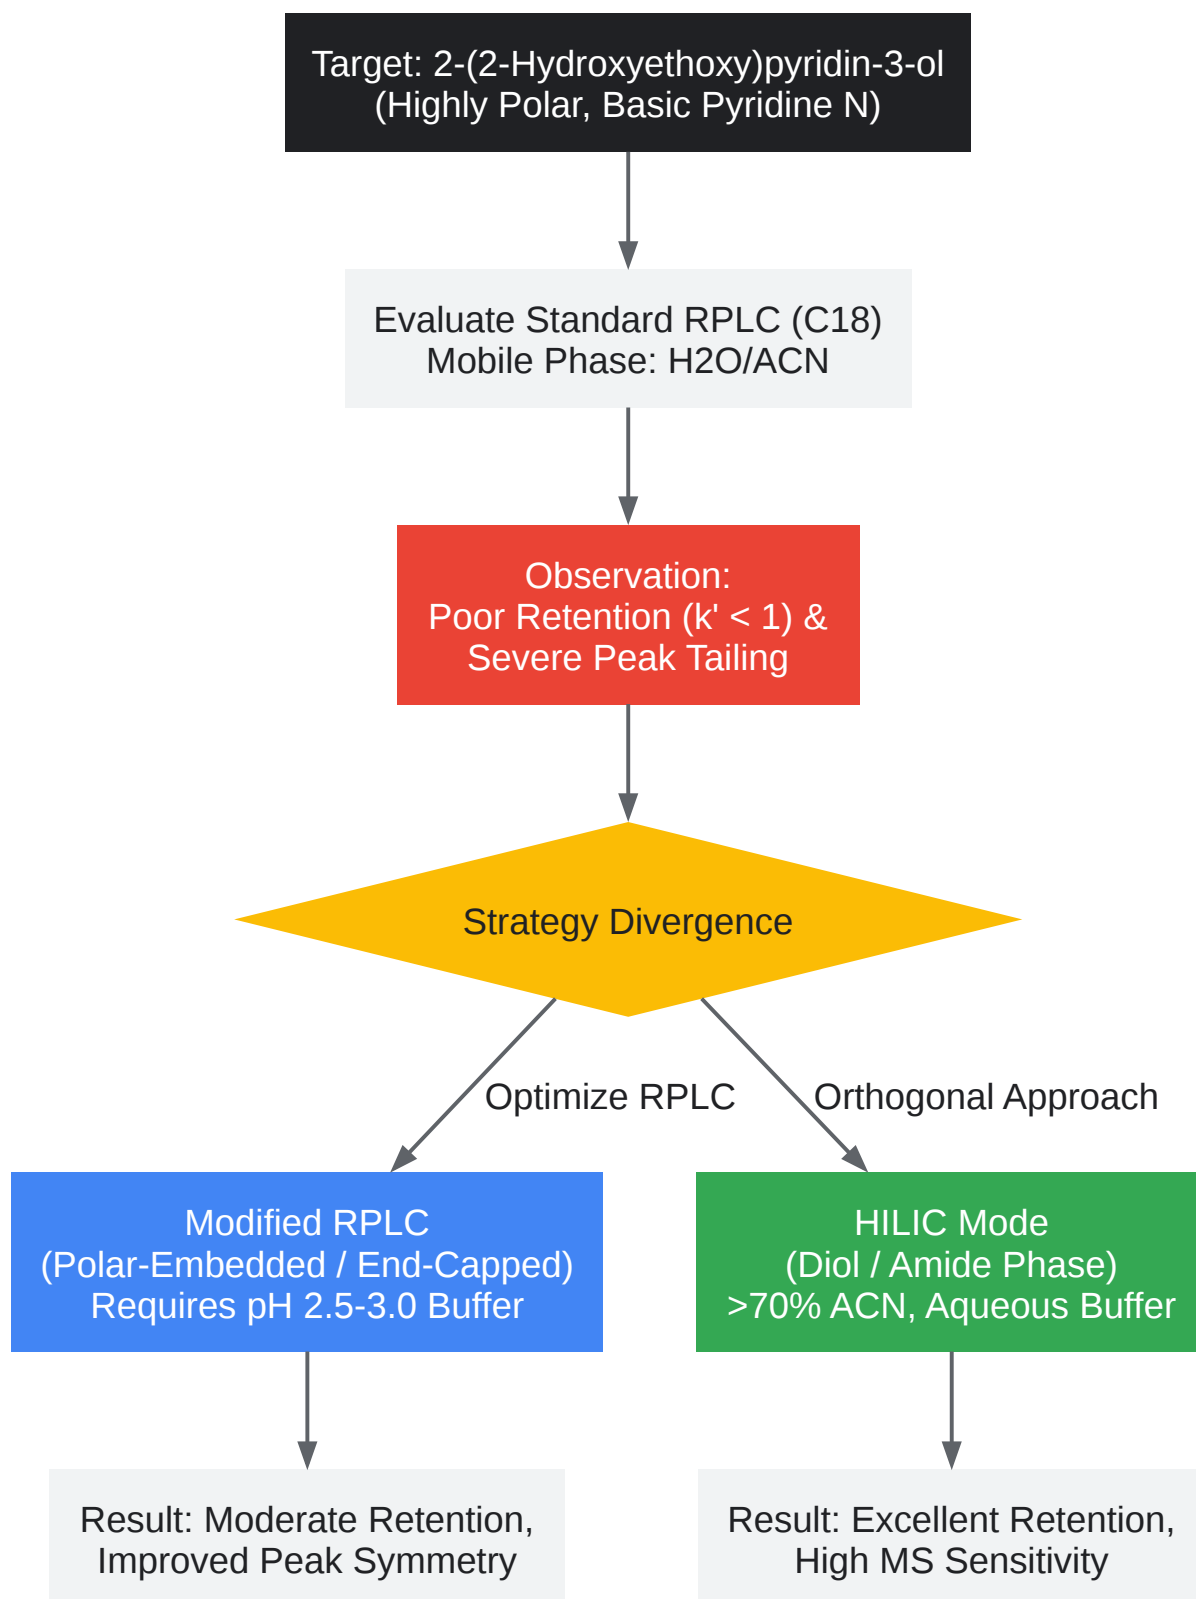 Target: 2-(2-Hydroxyethoxy)pyridin-3-ol
(Highly Polar, Basic Pyridine N)
Evaluate Standard RPLC (C18)
Mobile Phase: H2O/ACN
Observation:
Poor Retention (k' < 1) &
Severe Peak Tailing
Strategy Divergence
Optimize RPLC
Orthogonal Approach
Modified RPLC
(Polar-Embedded / End-Capped)
Requires pH 2.5-3.0 Buffer
HILIC Mode
(Diol / Amide Phase)
>70% ACN, Aqueous Buffer
Result: Moderate Retention,
Improved Peak Symmetry
Result: Excellent Retention,
High MS Sensitivity